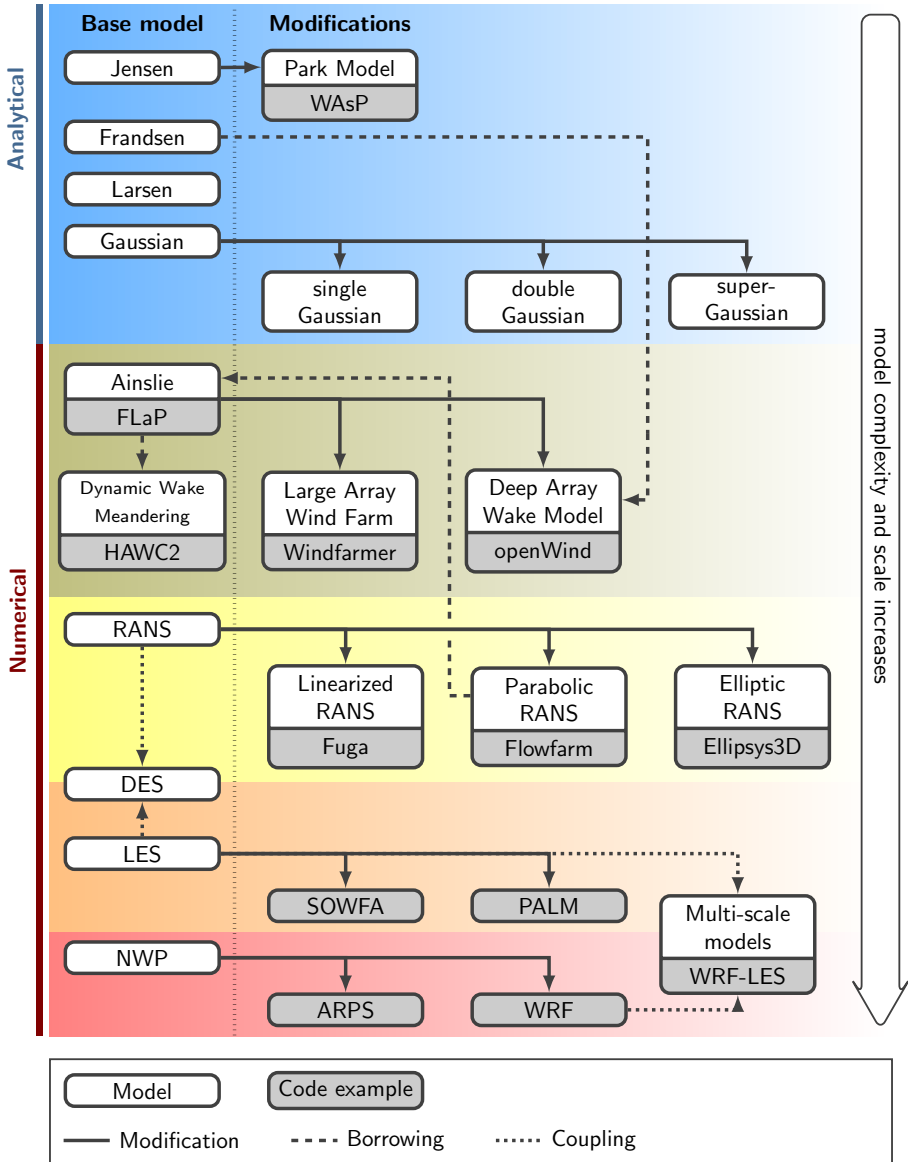 Base model
Modifications
Analytical
Jensen
Park Model
WAsP
Frandsen
Larsen
Gaussian
single
Gaussian
double
Gaussian
super-
Gaussian
Numerical
Ainslie
FLaP
Dynamic Wake
Meandering
HAWC2
Large Array
Wind Farm
Windfarmer
Deep Array
Wake Model
openWind
RANS
Linearized
RANS
Fuga
Parabolic
RANS
Flowfarm
Elliptic
RANS
Ellipsys3D
DES
LES
SOWFA
PALM
Multi-scale
models
WRF-LES
NWP
ARPS
WRF
model complexity and scale increases
Model
Code example
Modification
Borrowing
Coupling